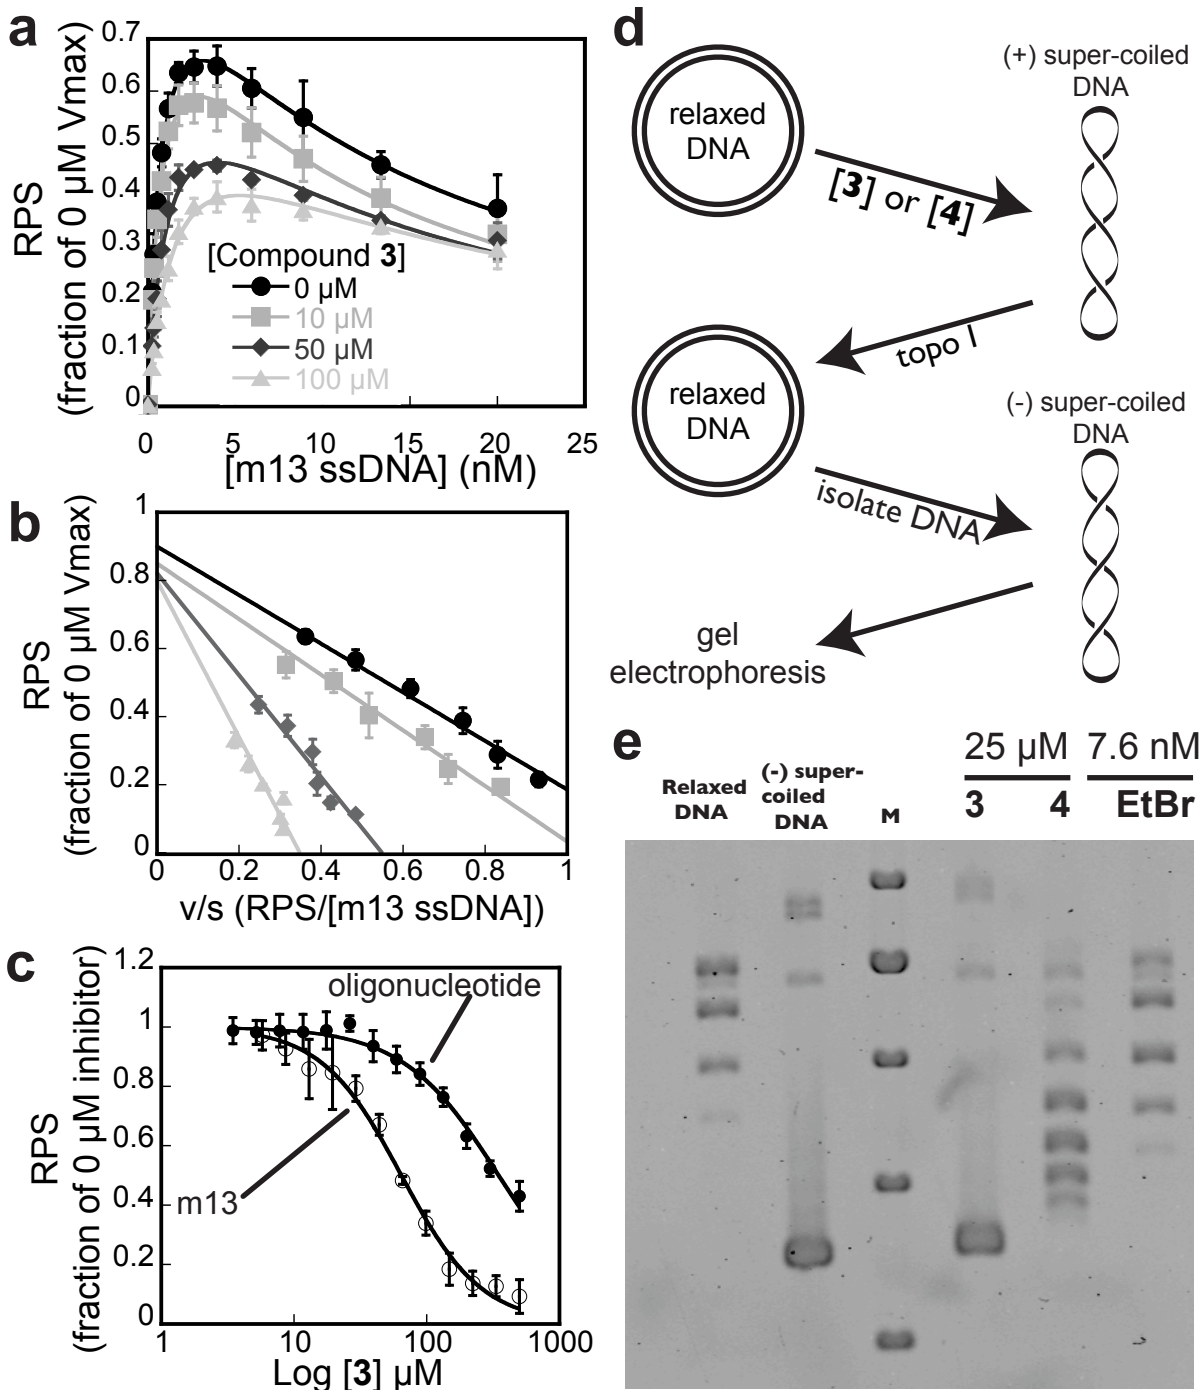 a
RPS
(fraction of 0 µM Vmax)
0.7
0.6
0.5
0.4
0.3
0.2
0.1
0
[Compound 3]
0 µM
10 µM
50 µM
100 µM
0 5 10 15 20 25
[m13 ssDNA] (nM)
b
RPS
(fraction of 0 µM Vmax)
1
0.8
0.6
0.4
0.2
0
0 0.2 0.4 0.6 0.8 1
v/s (RPS/[m13 ssDNA])
c
RPS
(fraction of 0 µM inhibitor)
1.2
1.0
0.8
0.6
0.4
0.2
0
oligonucleotide
m13
1 10 100 1000
Log [3] µM
d
relaxed
DNA
(+) super-coiled
DNA
[3] or [4]
topo I
relaxed
DNA
(-) super-coiled
DNA
isolate DNA
gel
electrophoresis
e
25 µM 7.6 nM
Relaxed
DNA
(-) super-
coiled
DNA
M
3
4
EtBr